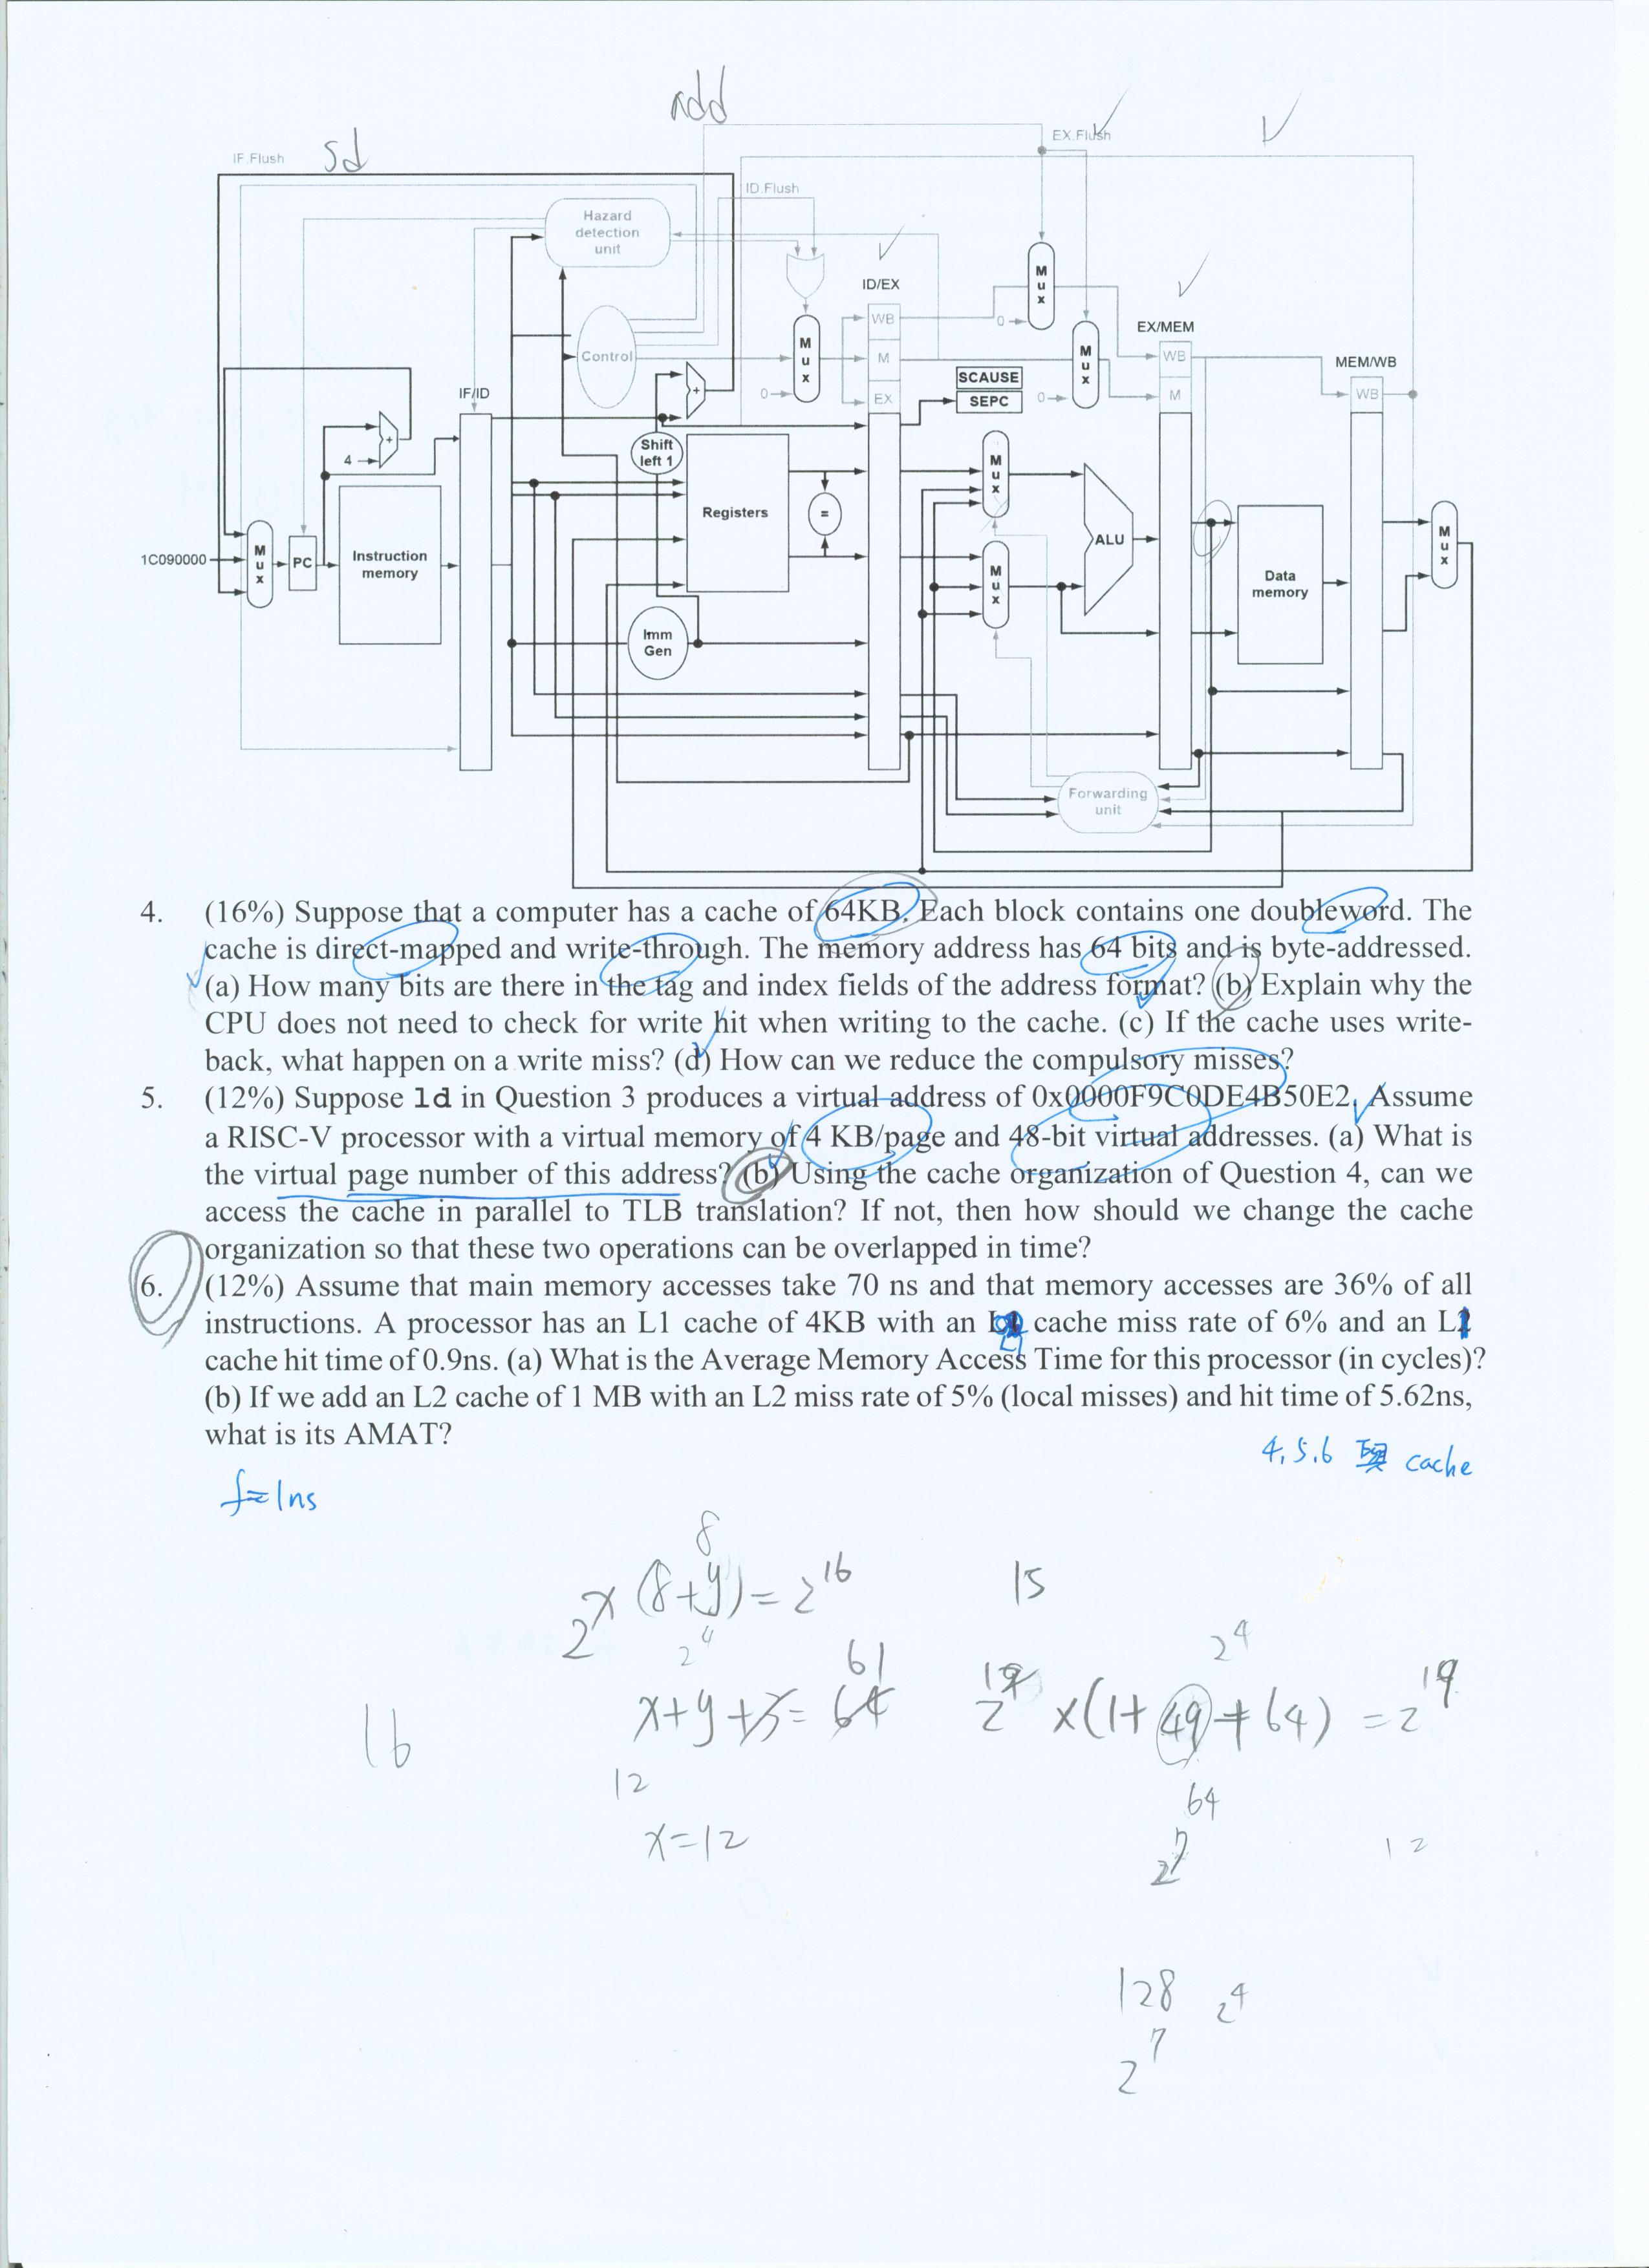 add
sd
EX.Flush
IF.Flush
ID.Flush
Hazard
detection
unit
Mux
ID/EX
WB
0
EX/MEM
Control
Mux
M
Mux
WB
MEM/WB
SCAUSE
0
EX
SEPC
0
M
WB
IF/ID
+
+
4
Shift
left 1
Mux
Registers
=
ALU
Mux
1C090000
Mux
PC
Instruction
memory
Mux
Data
memory
Imm
Gen
Forwarding
unit
4. (16%) Suppose that a computer has a cache of 64KB. Each block contains one doubleword. The
cache is direct-mapped and write-through. The memory address has 64 bits and is byte-addressed.
(a) How many bits are there in the tag and index fields of the address format? (b) Explain why the
CPU does not need to check for write hit when writing to the cache. (c) If the cache uses write-
back, what happen on a write miss? (d) How can we reduce the compulsory misses?
5. (12%) Suppose ld in Question 3 produces a virtual address of 0x0000F9C0DE4B50E2. Assume
a RISC-V processor with a virtual memory of 4 KB/page and 48-bit virtual addresses. (a) What is
the virtual page number of this address? (b) Using the cache organization of Question 4, can we
access the cache in parallel to TLB translation? If not, then how should we change the cache
organization so that these two operations can be overlapped in time?
6. (12%) Assume that main memory accesses take 70 ns and that memory accesses are 36% of all
instructions. A processor has an L1 cache of 4KB with an L1 cache miss rate of 6% and an L1
cache hit time of 0.9ns. (a) What is the Average Memory Access Time for this processor (in cycles)?
(b) If we add an L2 cache of 1 MB with an L2 miss rate of 5% (local misses) and hit time of 5.62ns,
what is its AMAT?
4,5,6 cache
f=1ns
8
2^x (8+y) = 2^16
15
2^4
2^4
61
x+y+3=64
x(1+49+64) = 2^19
16
12
64
x=12
2^7
12
128 2^4
2^7